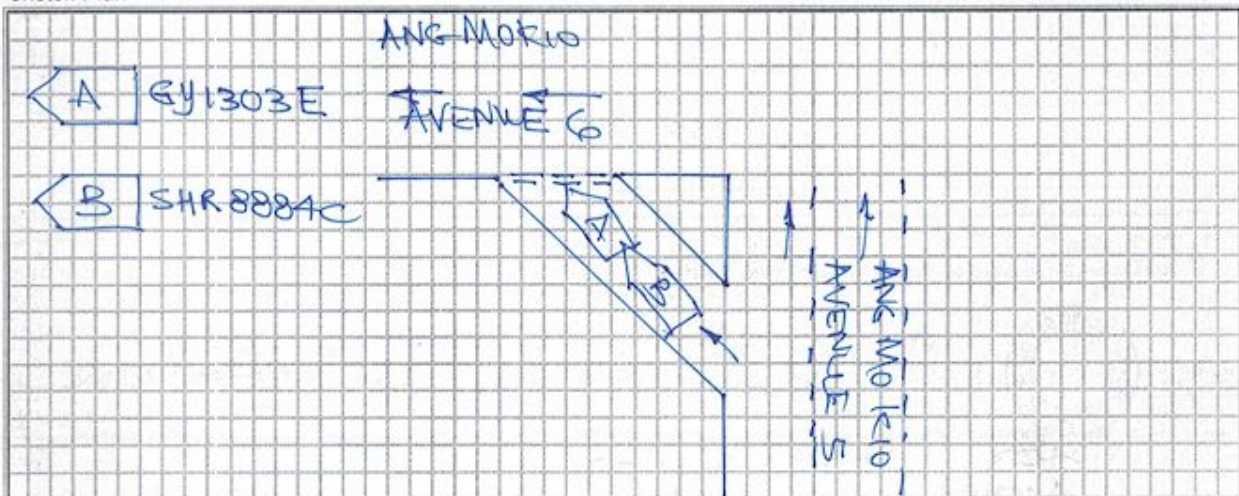 ANG MOKIO
A GY1303E
AVENUE 6
B SHR8884C
A
B
ANG MO KIO
AVENUE 5